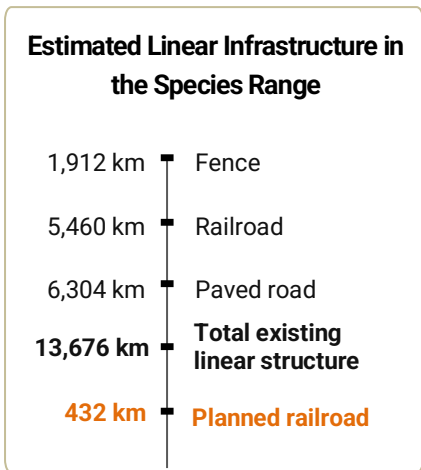 Estimated Linear Infrastructure in
the Species Range
1,912 km Fence
5,460 km Railroad
6,304 km Paved road
13,676 km Total existing
linear structure
432 km Planned railroad